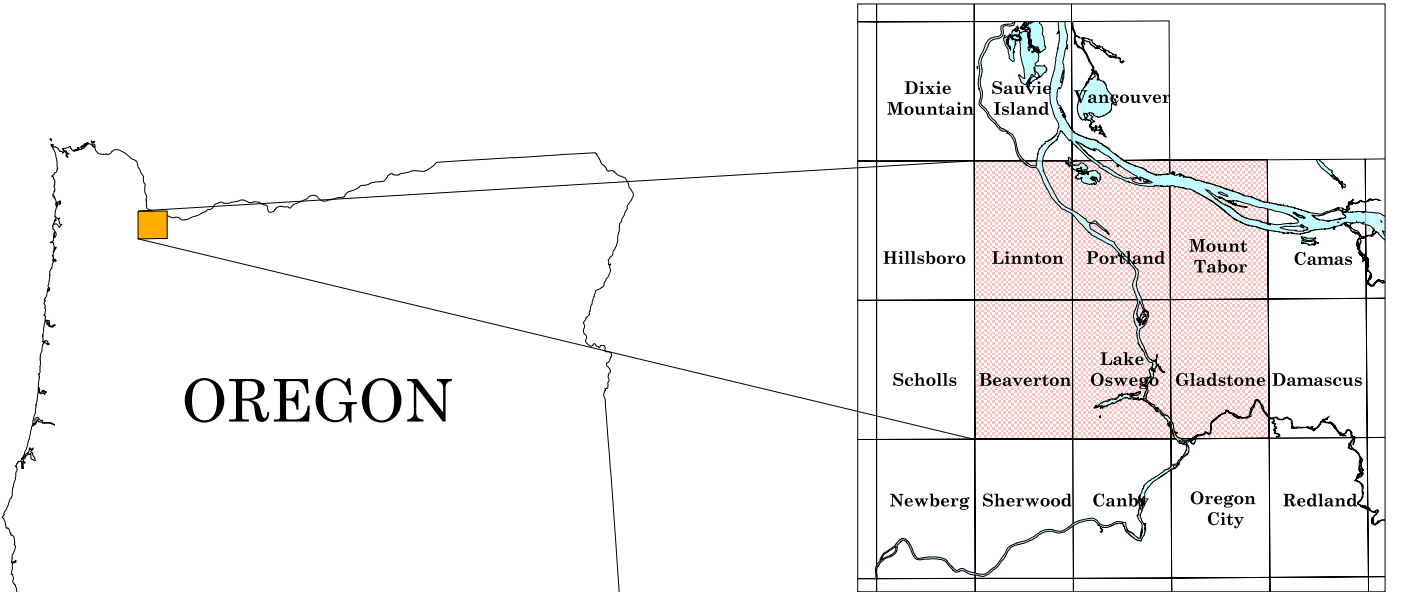 OREGON
Dixie
Mountain
Sauvie
Island
Vancouver
Hillsboro
Linnton
Portland
Mount
Tabor
Camas
Scholls
Beaverton
Lake
Oswego
Gladstone
Damascus
Newberg
Sherwood
Canby
Oregon
City
Redland